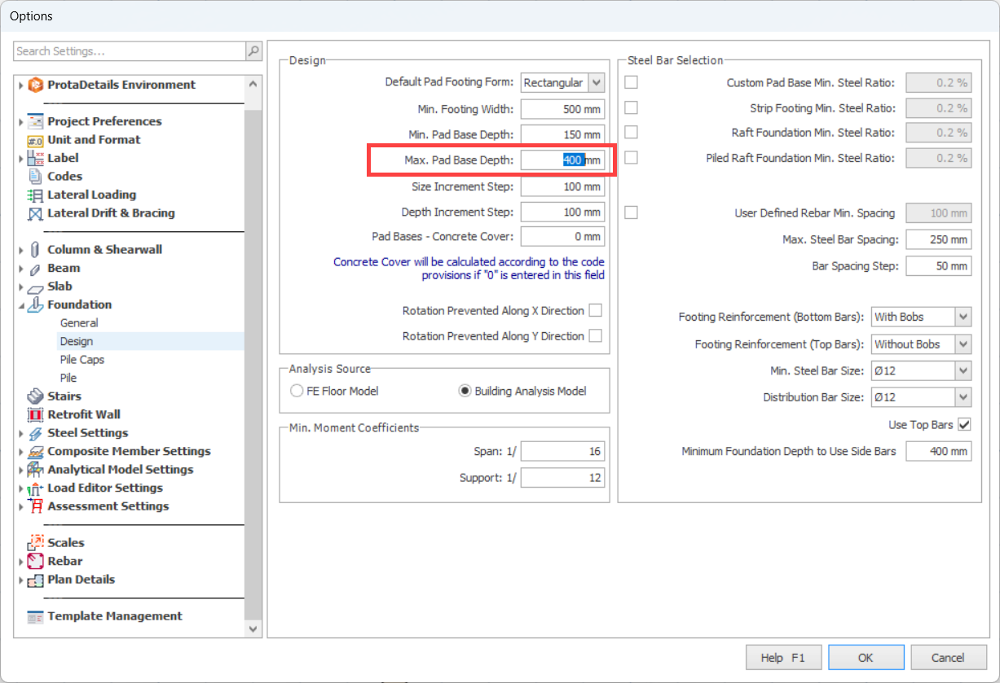 Options
Search Settings...
ProtaDetails Environment
Project Preferences
Unit and Format
Label
Codes
Lateral Loading
Lateral Drift & Bracing
Column & Shearwall
Beam
Slab
Foundation
General
Design
Pile Caps
Pile
Stairs
Retrofit Wall
Steel Settings
Composite Member Settings
Analytical Model Settings
Load Editor Settings
Assessment Settings
Scales
Rebar
Plan Details
Template Management
Design
Default Pad Footing Form: Rectangular
Min. Footing Width: 500 mm
Min. Pad Base Depth: 150 mm
Max. Pad Base Depth: 400 mm
Size Increment Step: 100 mm
Depth Increment Step: 100 mm
Pad Bases - Concrete Cover: 0 mm
Concrete Cover will be calculated according to the code
provisions if "0" is entered in this field
Rotation Prevented Along X Direction
Rotation Prevented Along Y Direction
Analysis Source
FE Floor Model Building Analysis Model
Min. Moment Coefficients
Span: 1/ 16
Support: 1/ 12
Steel Bar Selection
Custom Pad Base Min. Steel Ratio: 0.2 %
Strip Footing Min. Steel Ratio: 0.2 %
Raft Foundation Min. Steel Ratio: 0.2 %
Piled Raft Foundation Min. Steel Ratio: 0.2 %
User Defined Rebar Min. Spacing 100 mm
Max. Steel Bar Spacing: 250 mm
Bar Spacing Step: 50 mm
Footing Reinforcement (Bottom Bars): With Bobs
Footing Reinforcement (Top Bars): Without Bobs
Min. Steel Bar Size: Ø12
Distribution Bar Size: Ø12
Use Top Bars
Minimum Foundation Depth to Use Side Bars 400 mm
Help F1 OK Cancel